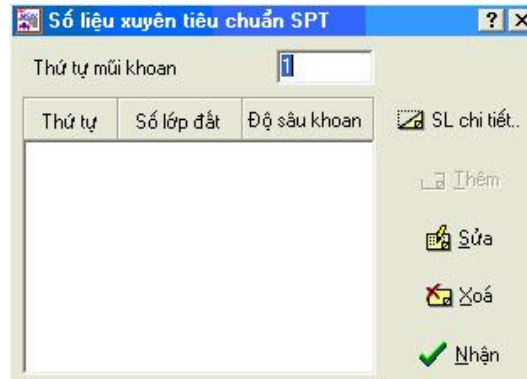 Số liệu xuyên tiêu chuẩn SPT
Thứ tự mũi khoan 1
Thứ tự Số lớp đất Độ sâu khoan
SL chi tiết..
Thêm
Sửa
Xoá
Nhận